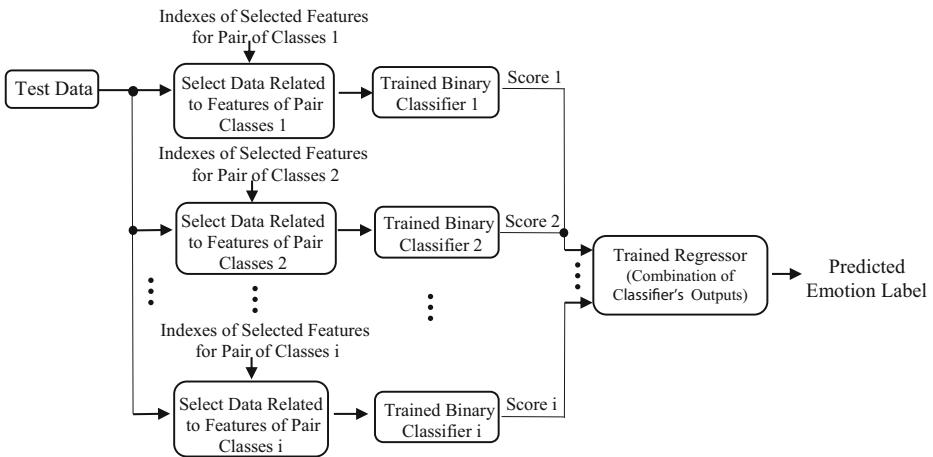 Indexes of Selected Features
for Pair of Classes 1
Test Data
Select Data Related
to Features of Pair
Classes 1
Trained Binary
Classifier 1
Score 1
Indexes of Selected Features
for Pair of Classes 2
Select Data Related
to Features of Pair
Classes 2
Trained Binary
Classifier 2
Score 2
Trained Regressor
(Combination of
Classifier's Outputs)
Predicted
Emotion Label
Indexes of Selected Features
for Pair of Classes i
Select Data Related
to Features of Pair
Classes i
Trained Binary
Classifier i
Score i